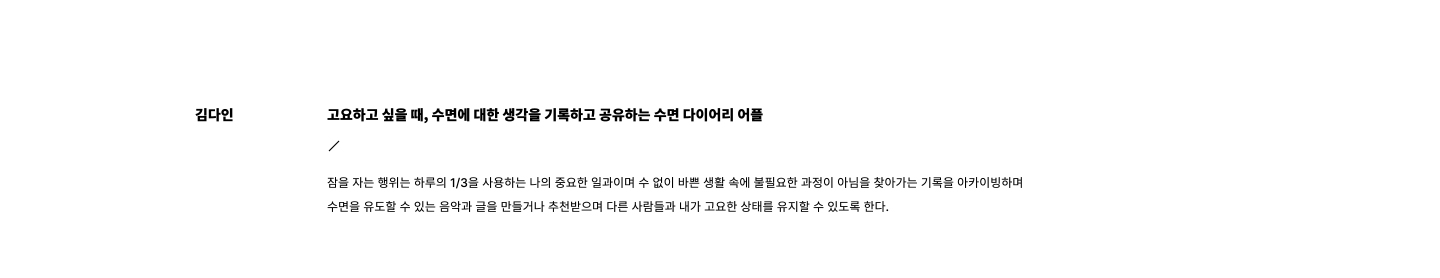 김다인
고요하고 싶을 때, 수면에 대한 생각을 기록하고 공유하는 수면 다이어리 어플
/
잠을 자는 행위는 하루의 1/3을 사용하는 나의 중요한 일과이며 수 없이 바쁜 생활 속에 불필요한 과정이 아님을 찾아가는 기록을 아카이빙하며
수면을 유도할 수 있는 음악과 글을 만들거나 추천받으며 다른 사람들과 내가 고요한 상태를 유지할 수 있도록 한다.